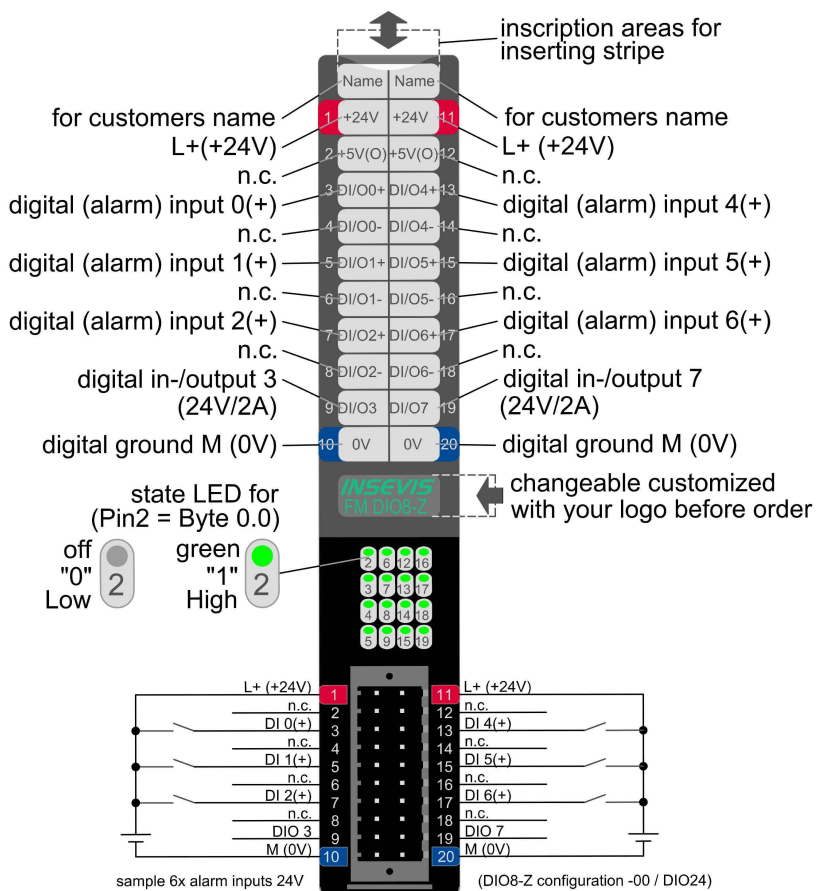 inscription areas for
inserting stripe
Name Name
for customers name
for customers name
1 +24V +24V 11
L+(+24V)
L+ (+24V)
2 +5V(O) +5V(O) 12
n.c.
n.c.
3 DI/O0+ DI/O4+ 13
digital (alarm) input 0(+)
digital (alarm) input 4(+)
4 DI/O0- DI/O4- 14
n.c.
n.c.
5 DI/O1+ DI/O5+ 15
digital (alarm) input 1(+)
digital (alarm) input 5(+)
6 DI/O1- DI/O5- 16
n.c.
n.c.
7 DI/O2+ DI/O6+ 17
digital (alarm) input 2(+)
digital (alarm) input 6(+)
8 DI/O2- DI/O6- 18
n.c.
n.c.
9 DI/O3 DI/O7 19
digital in-/output 3
(24V/2A)
digital in-/output 7
(24V/2A)
10 0V 0V 20
digital ground M (0V)
digital ground M (0V)
INSEVIS
FM DIO8-Z
changeable customized
with your logo before order
state LED for
(Pin2 = Byte 0.0)
off
"0"
Low
2
green
"1"
High
2
2 6 12 16
3 7 13 17
4 8 14 18
5 9 15 19
L+ (+24V) 1 11 L+ (+24V)
n.c. 2 12 n.c.
DI 0(+) 3 13 DI 4(+)
n.c. 4 14 n.c.
DI 1(+) 5 15 DI 5(+)
n.c. 6 16 n.c.
DI 2(+) 7 17 DI 6(+)
n.c. 8 18 n.c.
DIO 3 9 19 DIO 7
M (0V) 10 20 M (0V)
sample 6x alarm inputs 24V
(DIO8-Z configuration -00 / DIO24)